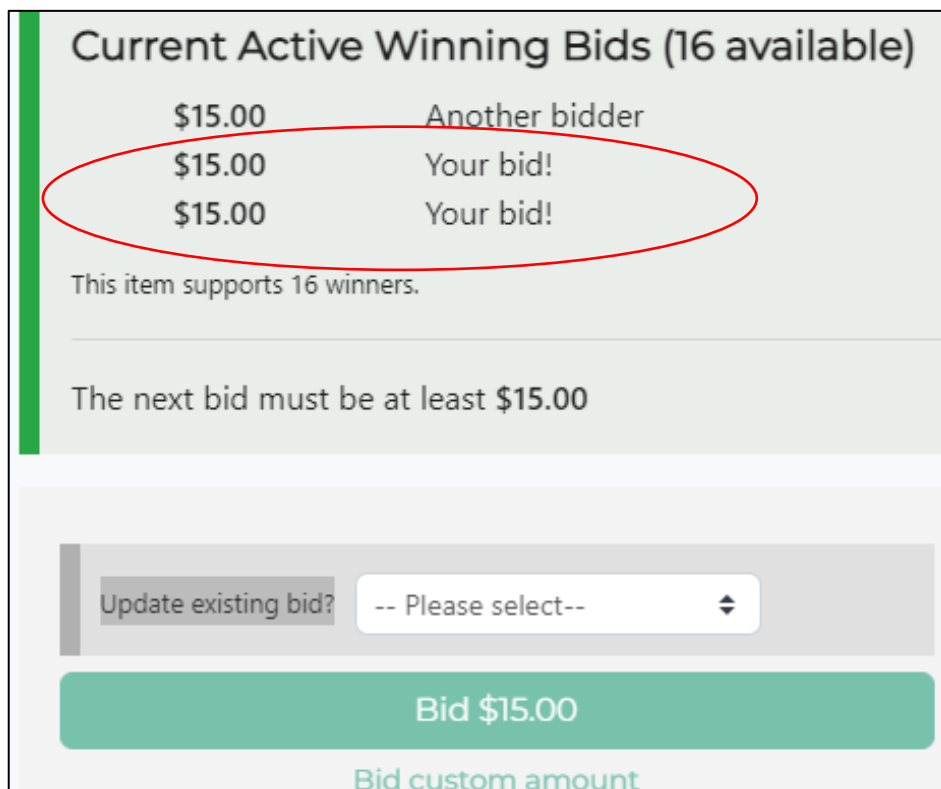 Current Active Winning Bids (16 available)
$15.00 Another bidder
$15.00 Your bid!
$15.00 Your bid!
This item supports 16 winners.
The next bid must be at least $15.00
Update existing bid? -- Please select--
Bid $15.00
Bid custom amount